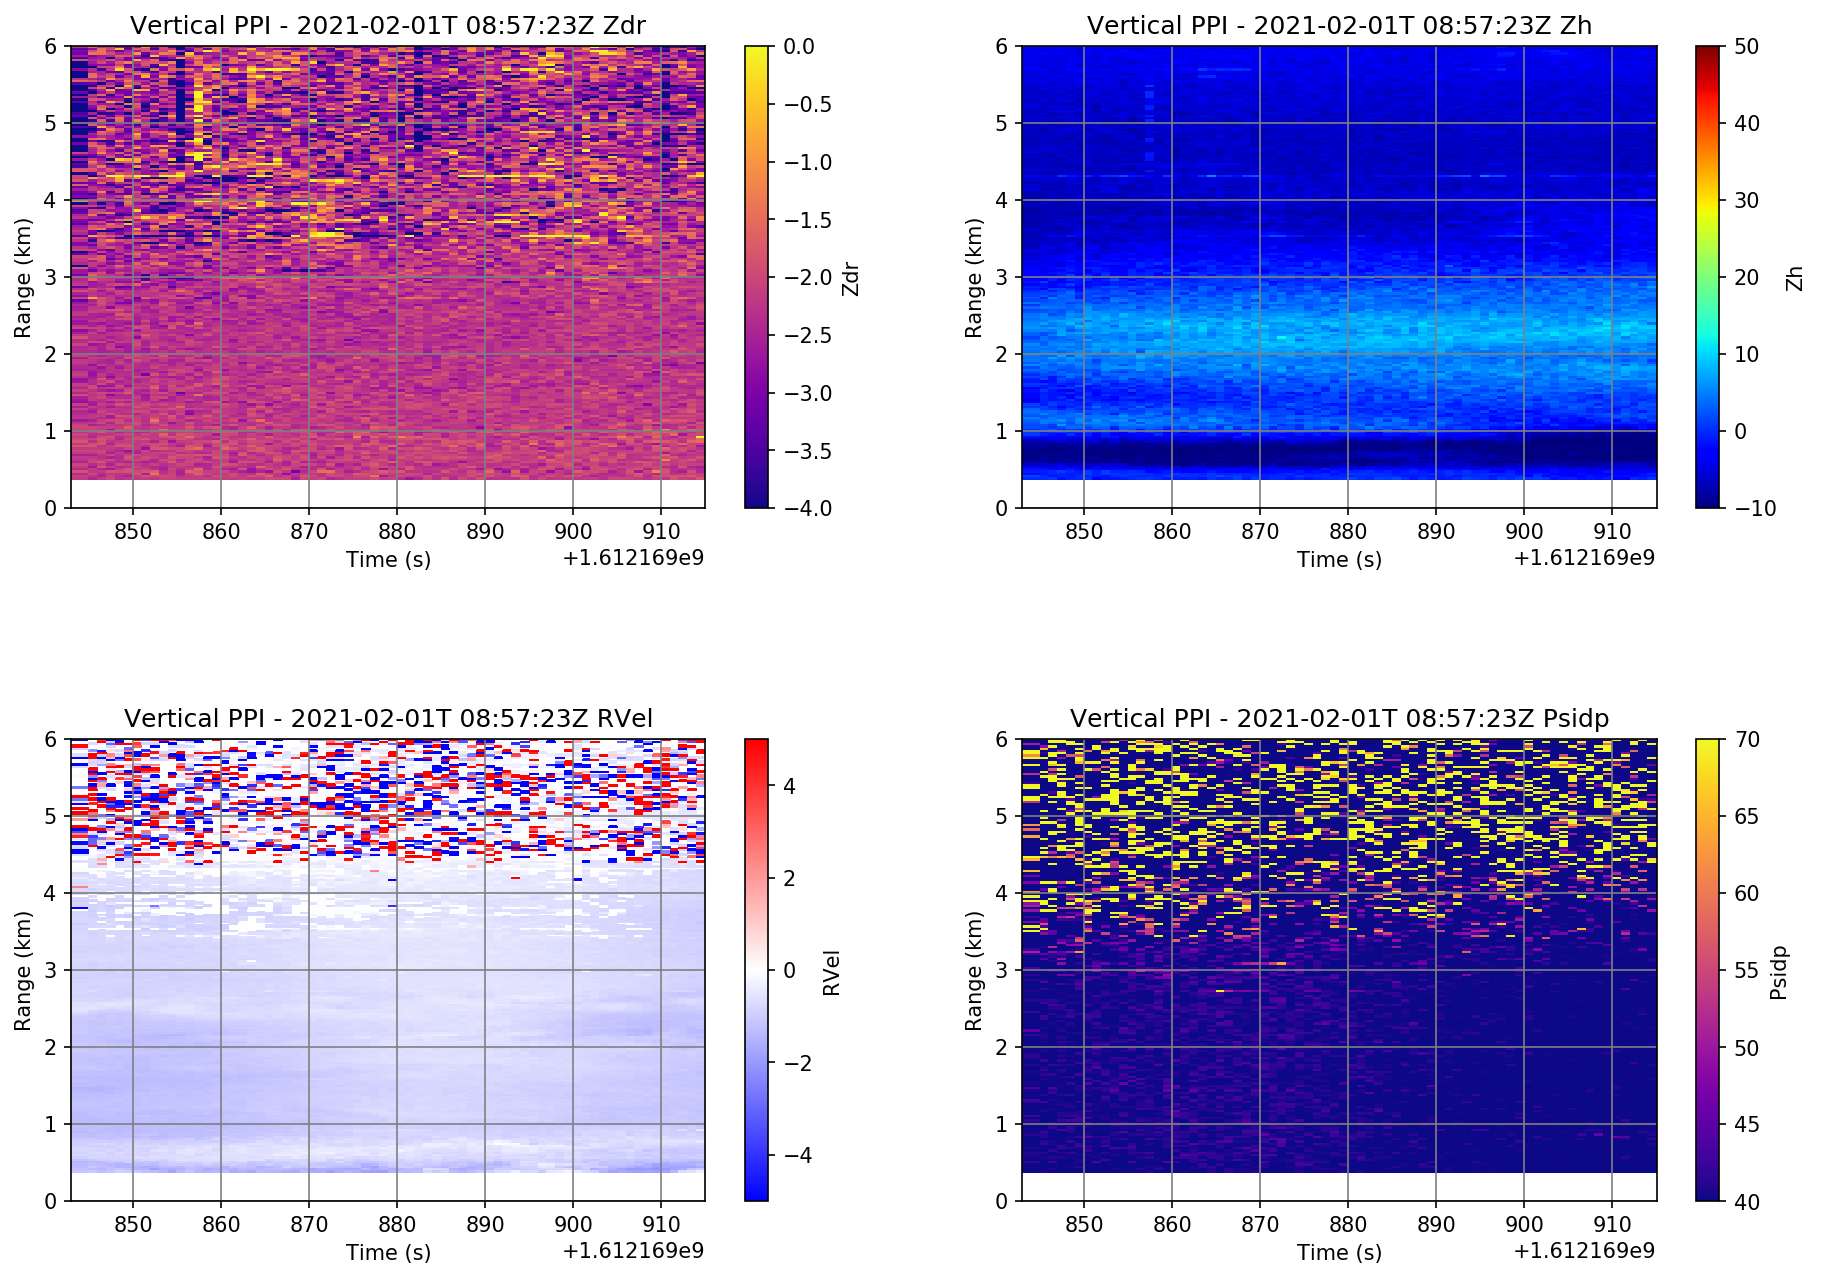 Vertical PPI - 2021-02-01T 08:57:23Z Zdr
6
5
4
3
2
1
0
Range (km)
850 860 870 880 890 900 910
Time (s)
+1.612169e9
0.0
−0.5
−1.0
−1.5
−2.0
−2.5
−3.0
−3.5
−4.0
Zdr
Vertical PPI - 2021-02-01T 08:57:23Z Zh
6
5
4
3
2
1
0
Range (km)
850 860 870 880 890 900 910
Time (s)
+1.612169e9
50
40
30
20
10
0
−10
Zh
Vertical PPI - 2021-02-01T 08:57:23Z RVel
6
5
4
3
2
1
0
Range (km)
850 860 870 880 890 900 910
Time (s)
+1.612169e9
4
2
0
−2
−4
RVel
Vertical PPI - 2021-02-01T 08:57:23Z Psidp
6
5
4
3
2
1
0
Range (km)
850 860 870 880 890 900 910
Time (s)
+1.612169e9
70
65
60
55
50
45
40
Psidp